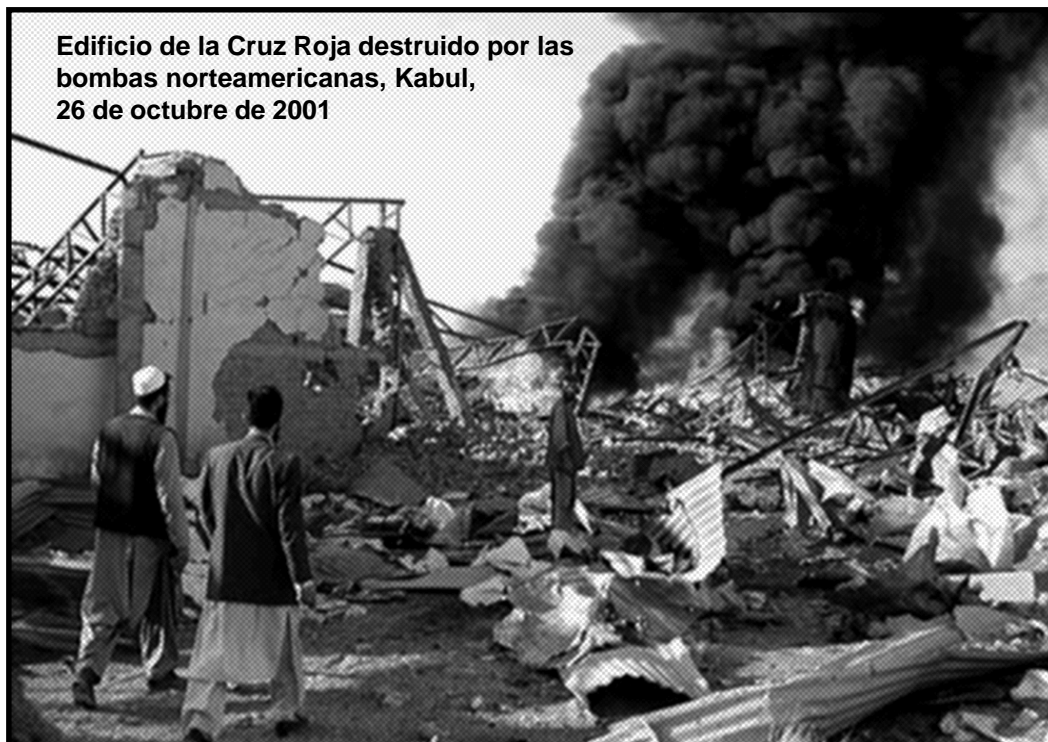 Edificio de la Cruz Roja destruido por las
bombas norteamericanas, Kabul,
26 de octubre de 2001